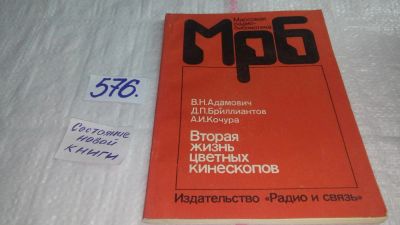 576.
Состояние
новой
книги
Массовая
радио-
библиотека
Мрб
В.Н.Адамович
Д.П.Бриллиантов
А.И.Кочура
Вторая
жизнь
цветных
кинескопов
Издательство «Радио и связь»